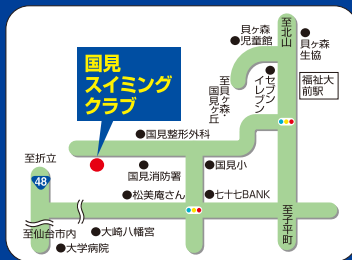 国見
スイミング
クラブ
貝ヶ森
児童館
至北山
貝ヶ森
生協
福祉大
前駅
セブン
イレブン
至貝ヶ森・
国見ヶ丘
国見整形外科
至折立
48
国見消防署
国見小
松美庵さん
七十七BANK
至仙台市内
大崎八幡宮
大学病院
至子平町